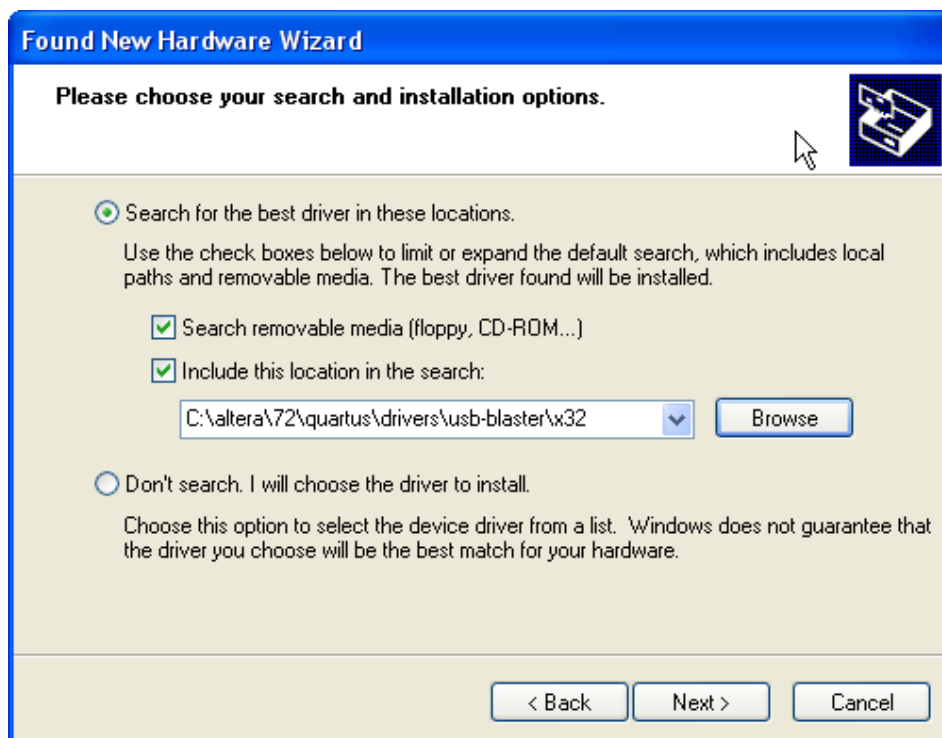 Found New Hardware Wizard
Please choose your search and installation options.
Search for the best driver in these locations.
Use the check boxes below to limit or expand the default search, which includes local
paths and removable media. The best driver found will be installed.
Search removable media (floppy, CD-ROM...)
Include this location in the search:
C:\altera\72\quartus\drivers\usb-blaster\x32
Browse
Don't search. I will choose the driver to install.
Choose this option to select the device driver from a list. Windows does not guarantee that
the driver you choose will be the best match for your hardware.
< Back
Next >
Cancel